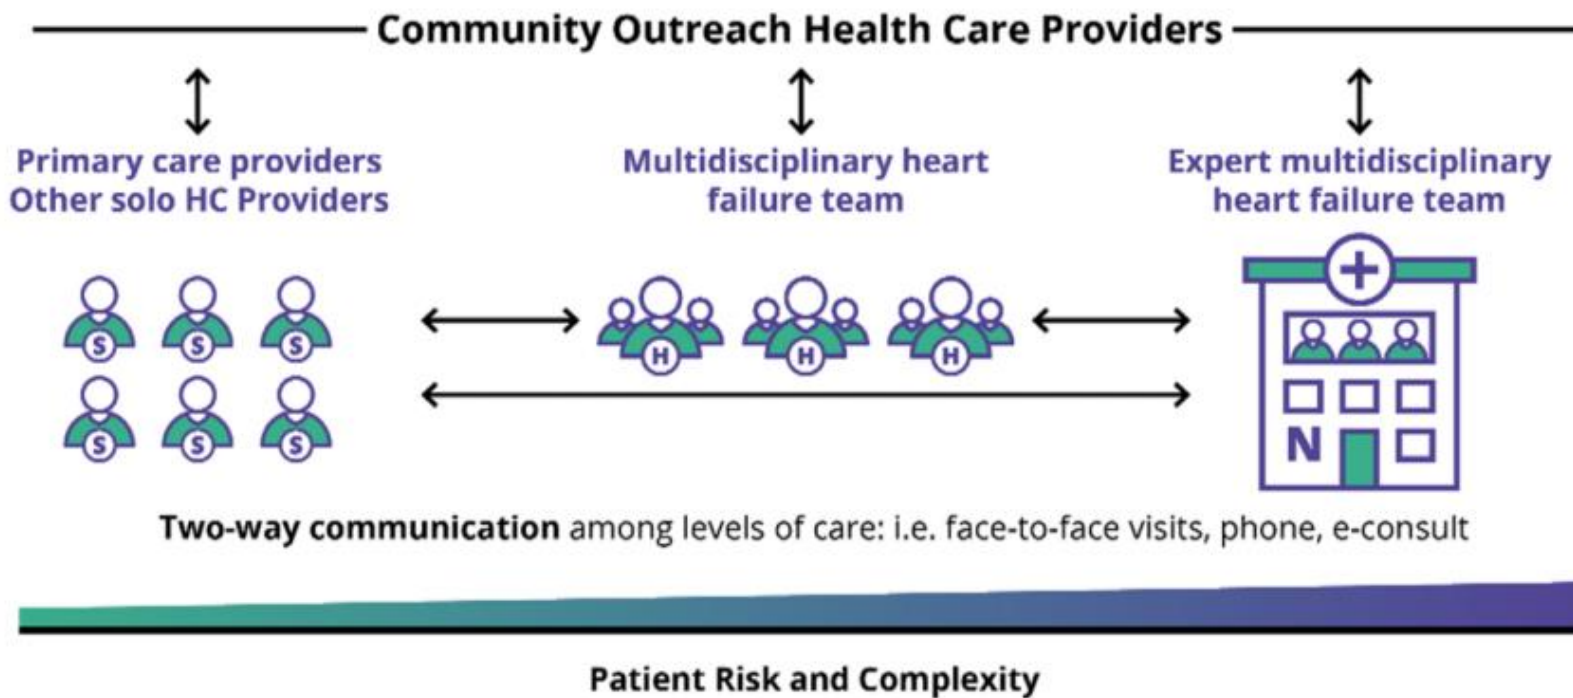 Community Outreach Health Care Providers
Primary care providers
Other solo HC Providers
Multidisciplinary heart
failure team
Expert multidisciplinary
heart failure team
S S S
H H H
S S S
N
Two-way communication among levels of care: i.e. face-to-face visits, phone, e-consult
Patient Risk and Complexity